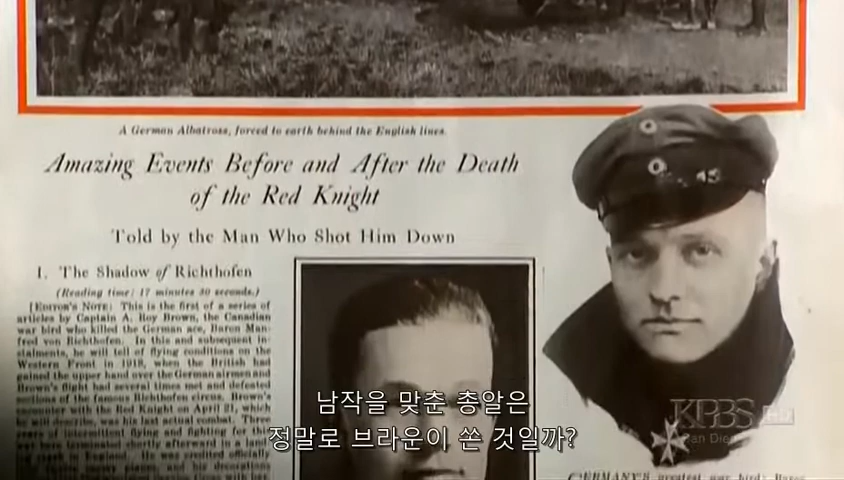 A German Albatross, forced to earth behind the English lines.
Amazing Events Before and After the Death
of the Red Knight
Told by the Man Who Shot Him Down
I. The Shadow of Richthofen
(Reading time: 17 minutes 30 seconds.)
[EDITOR'S NOTE: This is the first of a series of
articles by Captain A. Roy Brown, the Canadian
war bird who killed the German ace, Baron Man-
fred von Richthofen. In this and subsequent in-
stalments, he will tell of flying conditions on the
Western Front in 1918, when the British had
gained the upper hand over the German airmen and
Brown's flight had several times met and defeated
sections of the famous Richthofen circus. Brown's
encounter with the Red Knight on April 21, which
he will describe, was his last actual combat.
남작을 맞춘 총알은
정말로 브라운이 쏜 것일까?
KPBS HD
San Diego
GERMANY'S greatest war bird: Baron